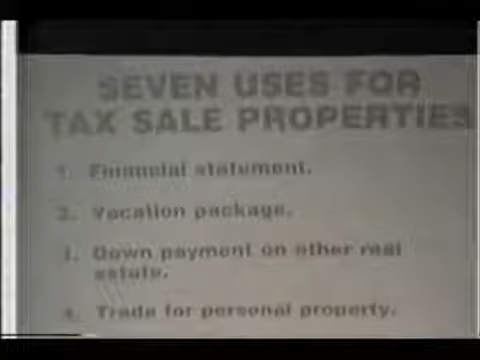 SEVEN USES FOR
TAX SALE PROPERTIES
1. Financial statement.
2. Vacation package.
3. Down payment on other real
estate.
4. Trade for personal property.